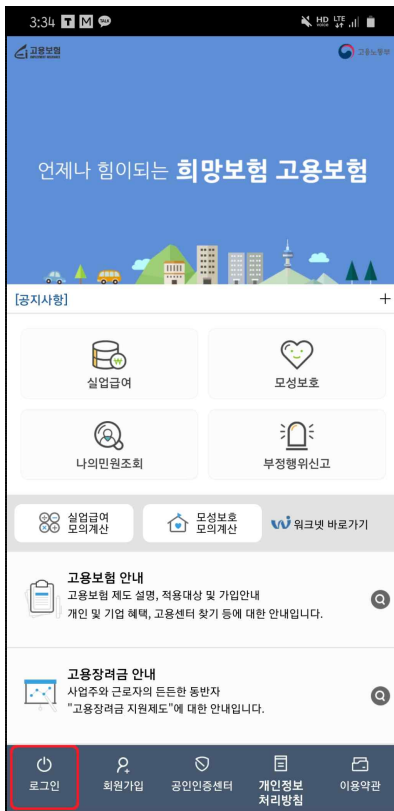 3:34 T M TALK HD VOICE LTE
고용보험
고용노동부
언제나 힘이되는 희망보험 고용보험
[공지사항] +
실업급여
모성보호
나의민원조회
부정행위신고
실업급여
모의계산
모성보호
모의계산
워크넷 바로가기
고용보험 안내
고용보험 제도 설명, 적용대상 및 가입안내
개인 및 기업 혜택, 고용센터 찾기 등에 대한 안내입니다.
고용장려금 안내
사업주와 근로자의 든든한 동반자
"고용장려금 지원제도"에 대한 안내입니다.
로그인
회원가입
공인인증센터
개인정보
처리방침
이용약관